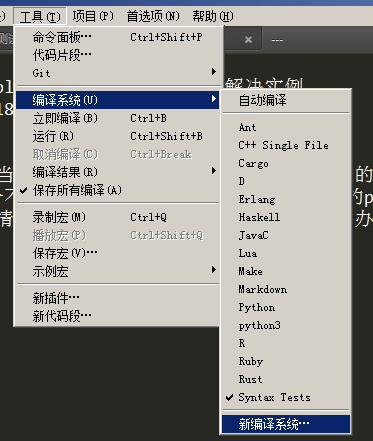 工具(T) 项目(P) 首选项(N) 帮助(H)
命令面板… Ctrl+Shift+P
代码片段…
Git
编译系统(U)
立即编译(B) Ctrl+B
运行(R) Ctrl+Shift+B
取消编译(C) Ctrl+Break
编译结果(R)
保存所有编译(A)
录制宏(M) Ctrl+Q
播放宏(P) Ctrl+Shift+Q
保存宏(V)…
示例宏
新插件…
新代码段…
自动编译
Ant
C++ Single File
Cargo
D
Erlang
Haskell
JavaC
Lua
Make
Markdown
Python
python3
R
Ruby
Rust
Syntax Tests
新编译系统…
---
解决实例
bl
18
当
的
的p
情
办